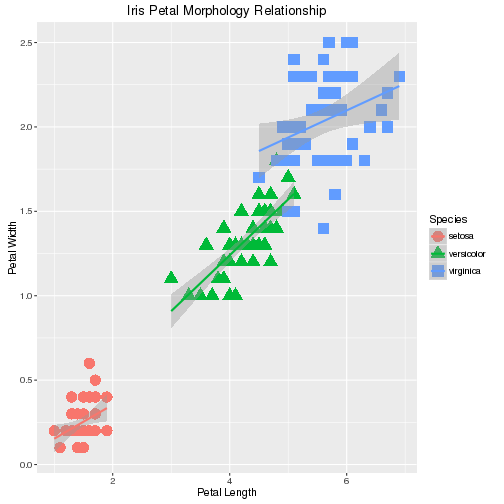 Iris Petal Morphology Relationship
2.5
2.0
1.5
1.0
0.5
0.0
Petal Width
2
4
6
Petal Length
Species
setosa
versicolor
virginica